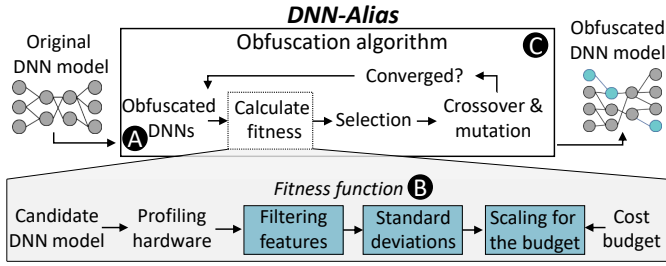 DNN-Alias
Original
DNN model
Obfuscation algorithm
C
Obfuscated
DNN model
Converged?
A
Obfuscated
DNNs
Calculate
fitness
Selection
Crossover &
mutation
Fitness function B
Candidate
DNN model
Profiling
hardware
Filtering
features
Standard
deviations
Scaling for
the budget
Cost
budget